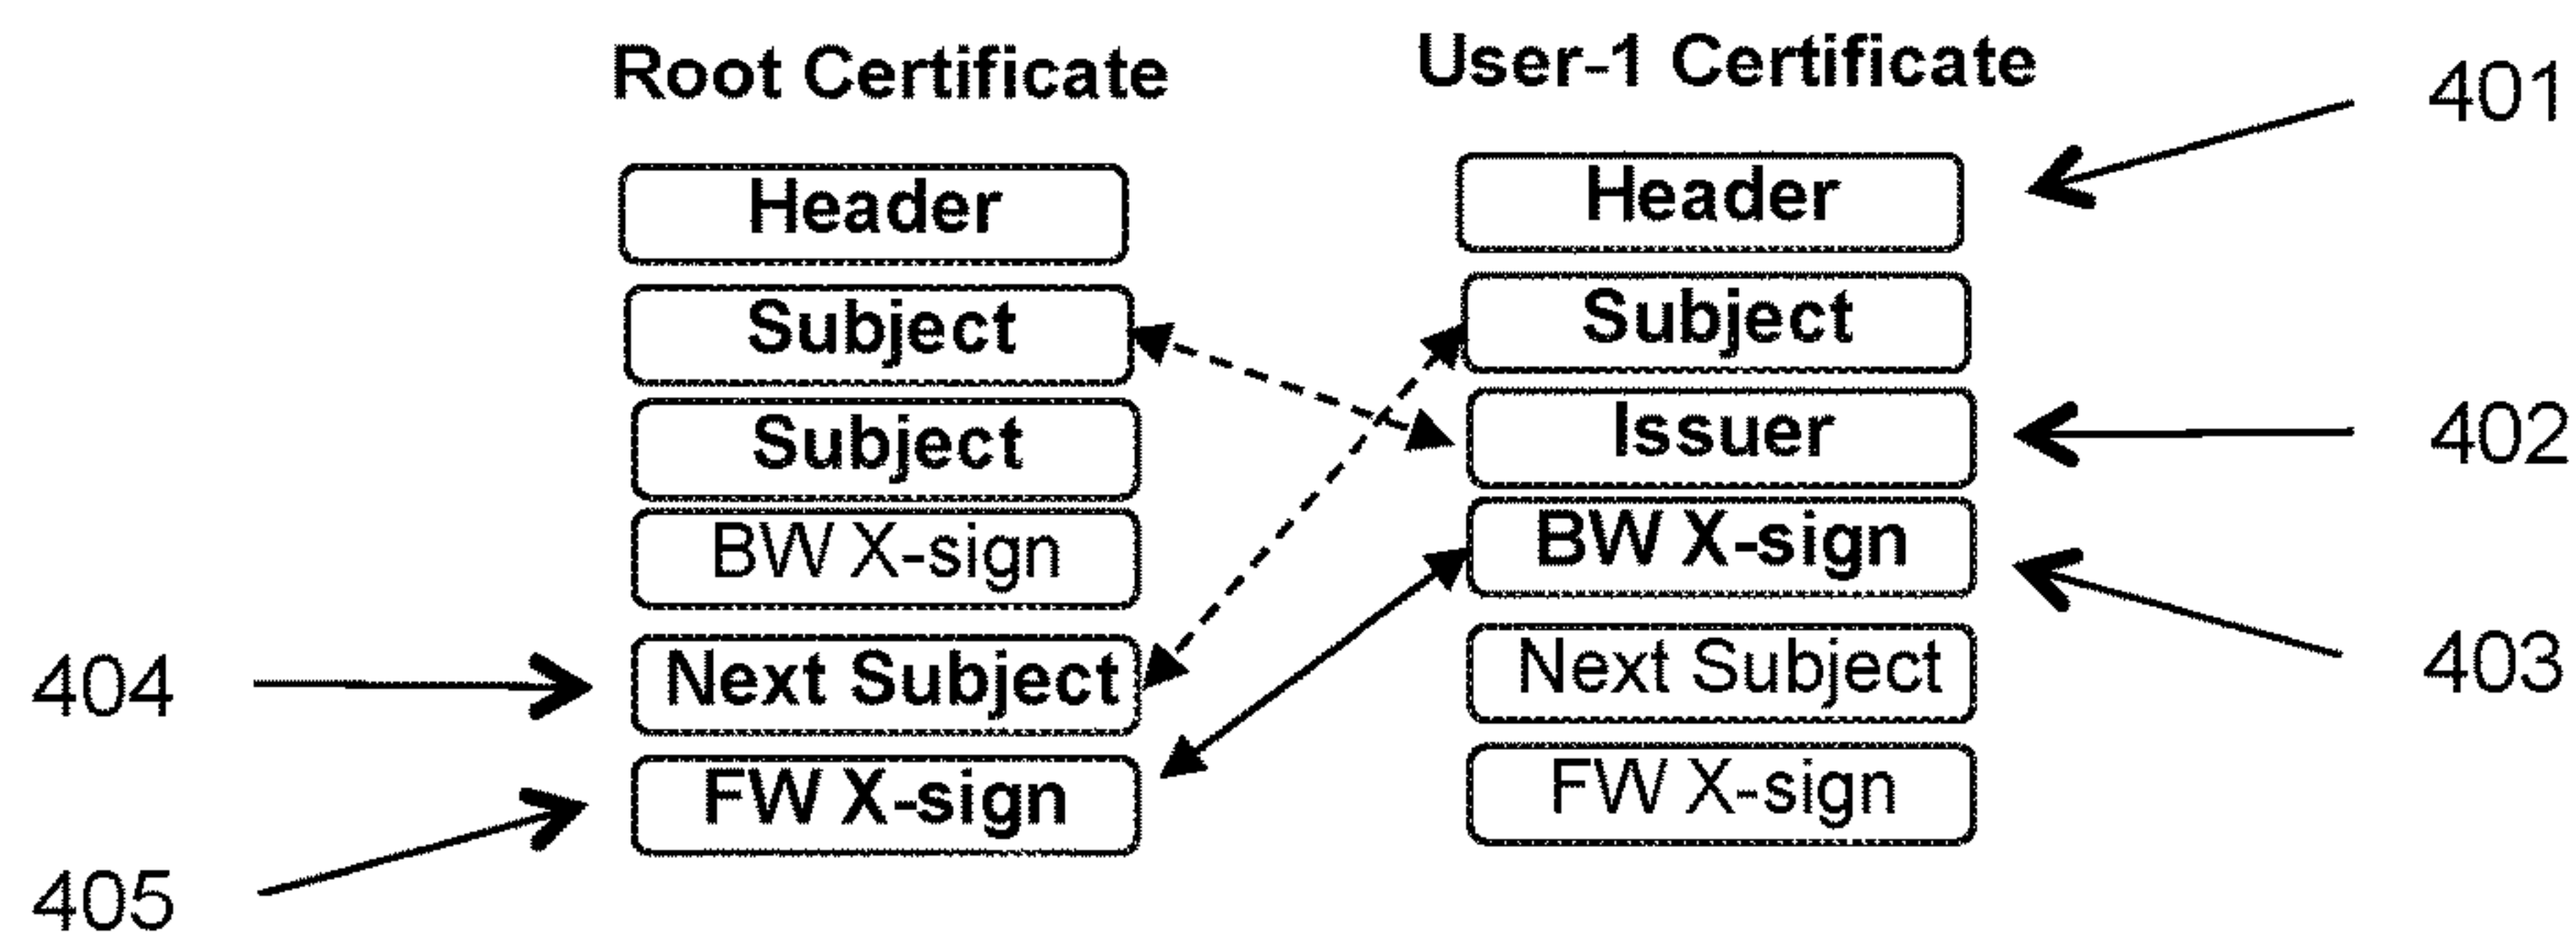 Root Certificate
Header
Subject
Subject
BW X-sign
Next Subject
FW X-sign
User-1 Certificate
Header
Subject
Issuer
BW X-sign
Next Subject
FW X-sign
401
402
403
404
405